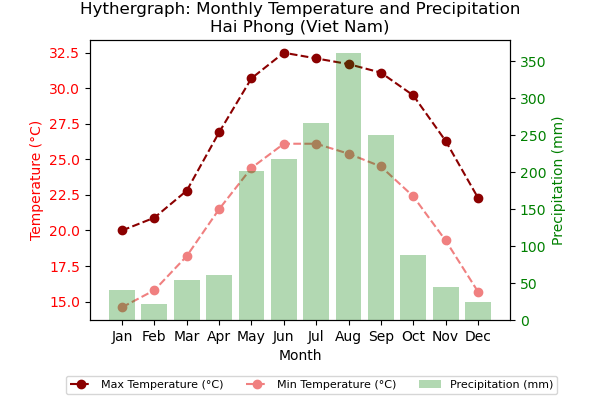 Hythergraph: Monthly Temperature and Precipitation
Hai Phong (Viet Nam)
Temperature (°C)
32.5
30.0
27.5
25.0
22.5
20.0
17.5
15.0
Precipitation (mm)
350
300
250
200
150
100
50
0
Jan Feb Mar Apr May Jun Jul Aug Sep Oct Nov Dec
Month
Max Temperature (°C) Min Temperature (°C) Precipitation (mm)